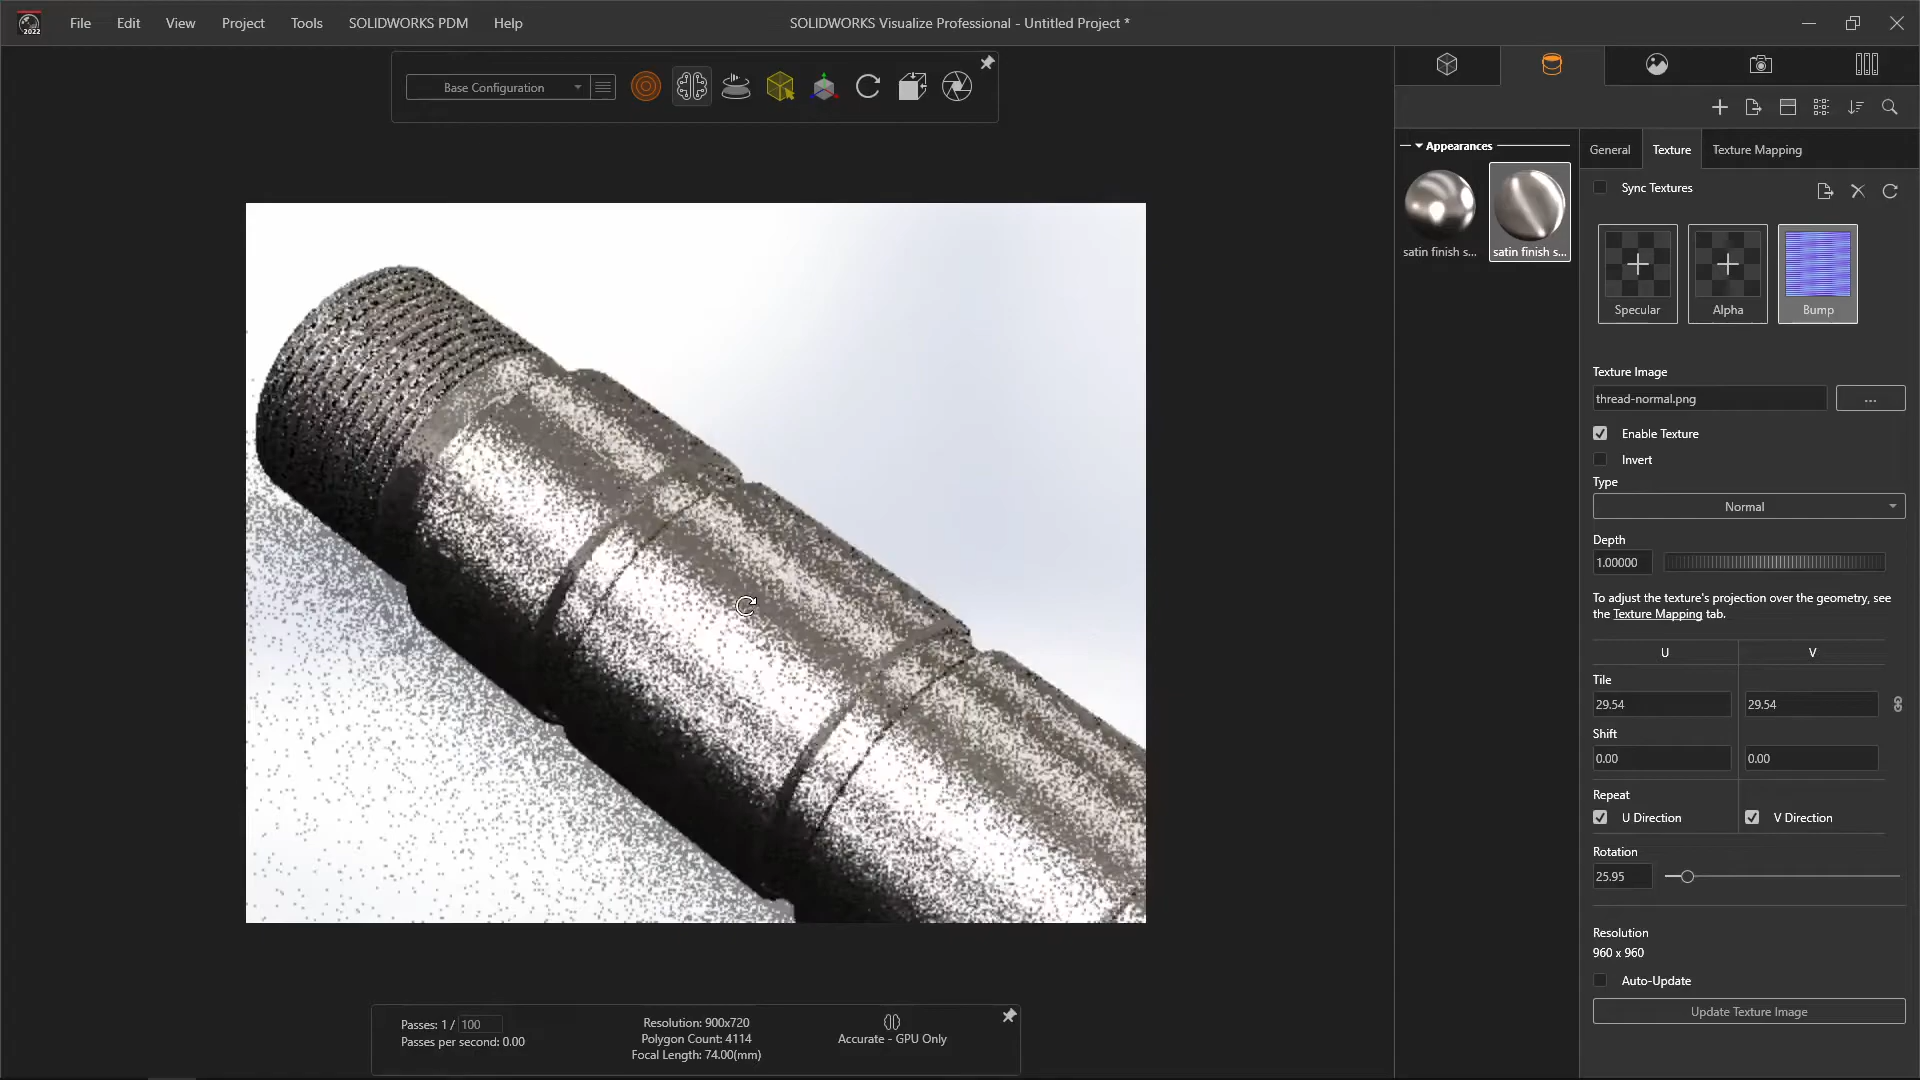 2022
File Edit View Project Tools SOLIDWORKS PDM Help
SOLIDWORKS Visualize Professional - Untitled Project *
Base Configuration
Appearances
satin finish s...
satin finish s...
General Texture Texture Mapping
Sync Textures
Specular Alpha Bump
Texture Image
thread-normal.png ...
Enable Texture
Invert
Type
Normal
Depth
1.00000
To adjust the texture's projection over the geometry, see
the Texture Mapping tab.
U V
Tile
29.54 29.54
Shift
0.00 0.00
Repeat
U Direction V Direction
Rotation
25.95
Resolution
960 x 960
Auto-Update
Update Texture Image
Passes: 1 / 100
Passes per second: 0.00
Resolution: 900x720
Polygon Count: 4114
Focal Length: 74.00(mm)
Accurate - GPU Only